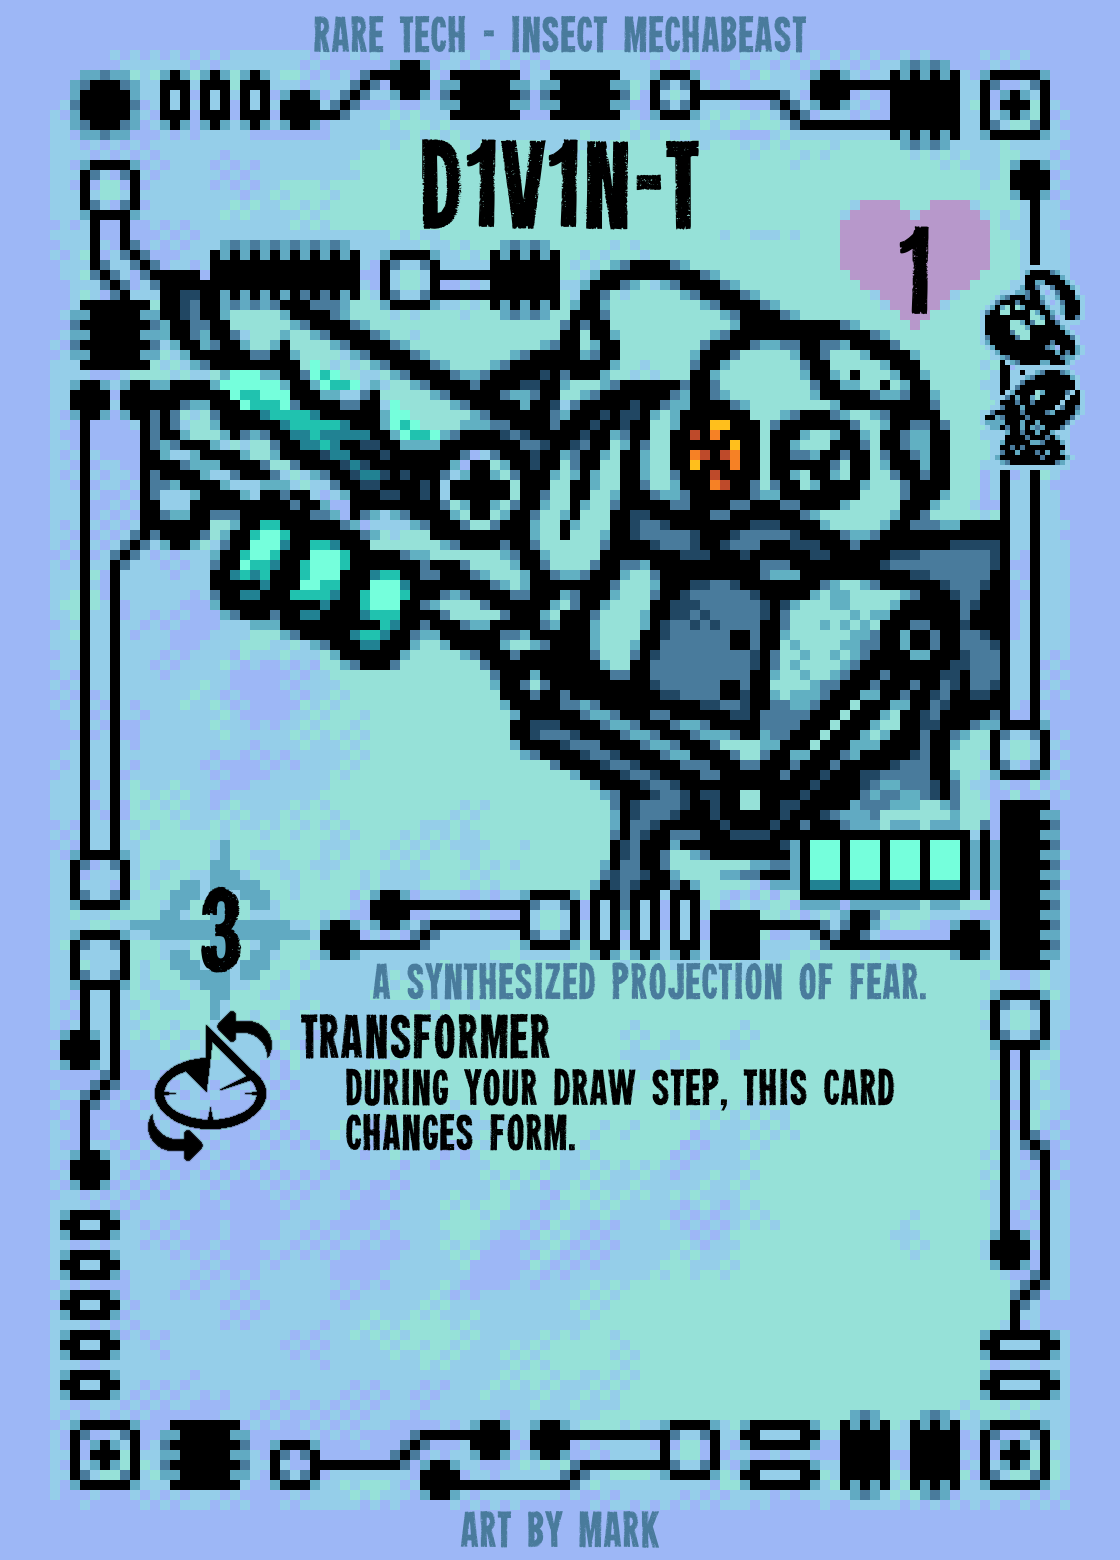 RARE TECH - INSECT MECHABEAST
D1V1N-T
1
3
A SYNTHESIZED PROJECTION OF FEAR.
TRANSFORMER
DURING YOUR DRAW STEP, THIS CARD
CHANGES FORM.
ART BY MARK